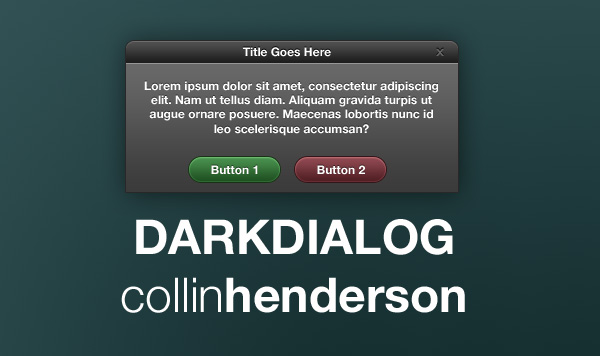 Title Goes Here x
Lorem ipsum dolor sit amet, consectetur adipiscing
elit. Nam ut tellus diam. Aliquam gravida turpis ut
augue ornare posuere. Maecenas lobortis nunc id
leo scelerisque accumsan?
Button 1 Button 2
DARKDIALOG
collinhenderson